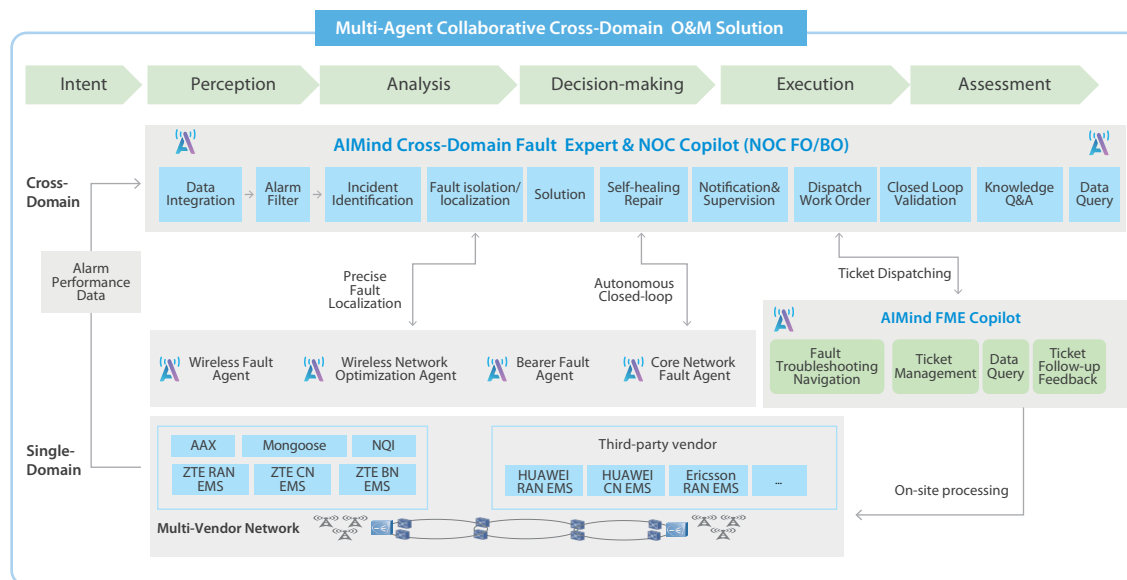 Multi-Agent Collaborative Cross-Domain O&M Solution
Intent
Perception
Analysis
Decision-making
Execution
Assessment
AIMind Cross-Domain Fault Expert & NOC Copilot (NOC FO/BO)
Cross-
Domain
Data
Integration
Alarm
Filter
Incident
Identification
Fault isolation/
localization
Solution
Self-healing
Repair
Notification&
Supervision
Dispatch
Work Order
Closed Loop
Validation
Knowledge
Q&A
Data
Query
Alarm
Performance
Data
Precise
Fault
Localization
Autonomous
Closed-loop
Ticket Dispatching
AIMind FME Copilot
Fault
Troubleshooting
Navigation
Ticket
Management
Data
Query
Ticket
Follow-up
Feedback
Wireless Fault
Agent
Wireless Network
Optimization Agent
Bearer Fault
Agent
Core Network
Fault Agent
Single-
Domain
AAX
Mongoose
NQI
ZTE RAN
EMS
ZTE CN
EMS
ZTE BN
EMS
Third-party vendor
HUAWEI
RAN EMS
HUAWEI
CN EMS
Ericsson
RAN EMS
...
On-site processing
Multi-Vendor Network